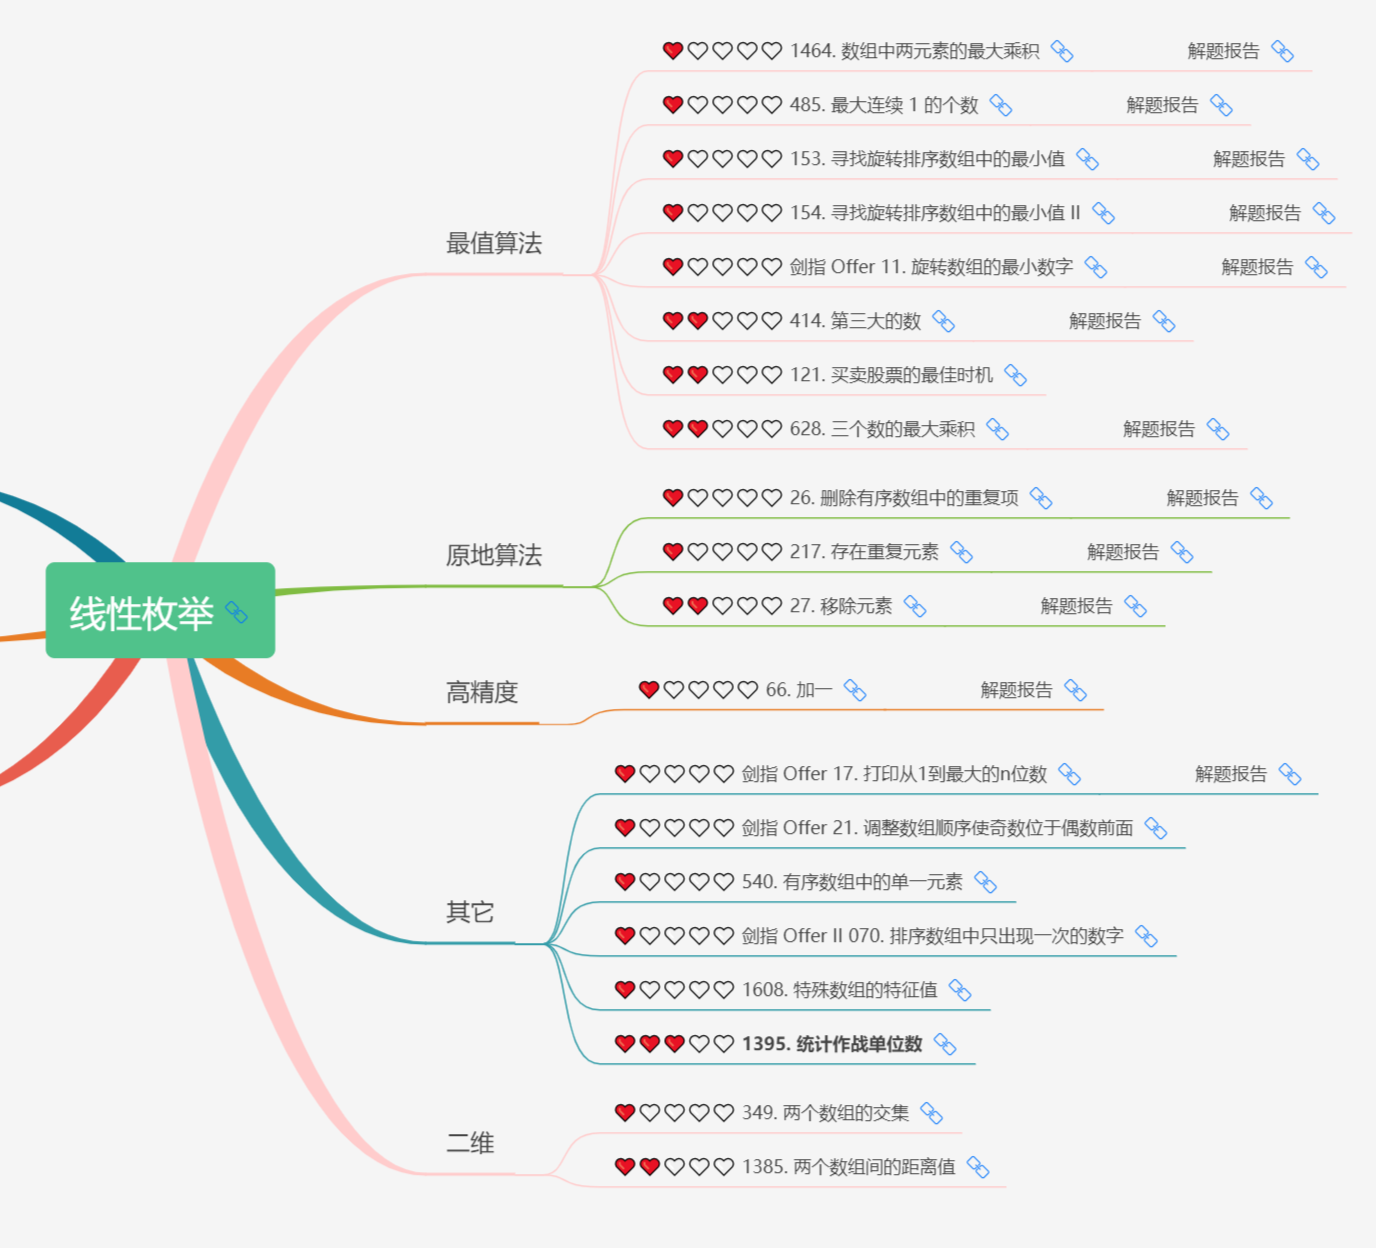 1464. 数组中两元素的最大乘积 解题报告
485. 最大连续 1 的个数 解题报告
153. 寻找旋转排序数组中的最小值 解题报告
154. 寻找旋转排序数组中的最小值 II 解题报告
剑指 Offer 11. 旋转数组的最小数字 解题报告
414. 第三大的数 解题报告
121. 买卖股票的最佳时机
628. 三个数的最大乘积 解题报告
最值算法
26. 删除有序数组中的重复项 解题报告
217. 存在重复元素 解题报告
27. 移除元素 解题报告
原地算法
线性枚举
高精度
66. 加一 解题报告
剑指 Offer 17. 打印从1到最大的n位数 解题报告
剑指 Offer 21. 调整数组顺序使奇数位于偶数前面
540. 有序数组中的单一元素
剑指 Offer II 070. 排序数组中只出现一次的数字
1608. 特殊数组的特征值
1395. 统计作战单位数
其它
349. 两个数组的交集
1385. 两个数组间的距离值
二维